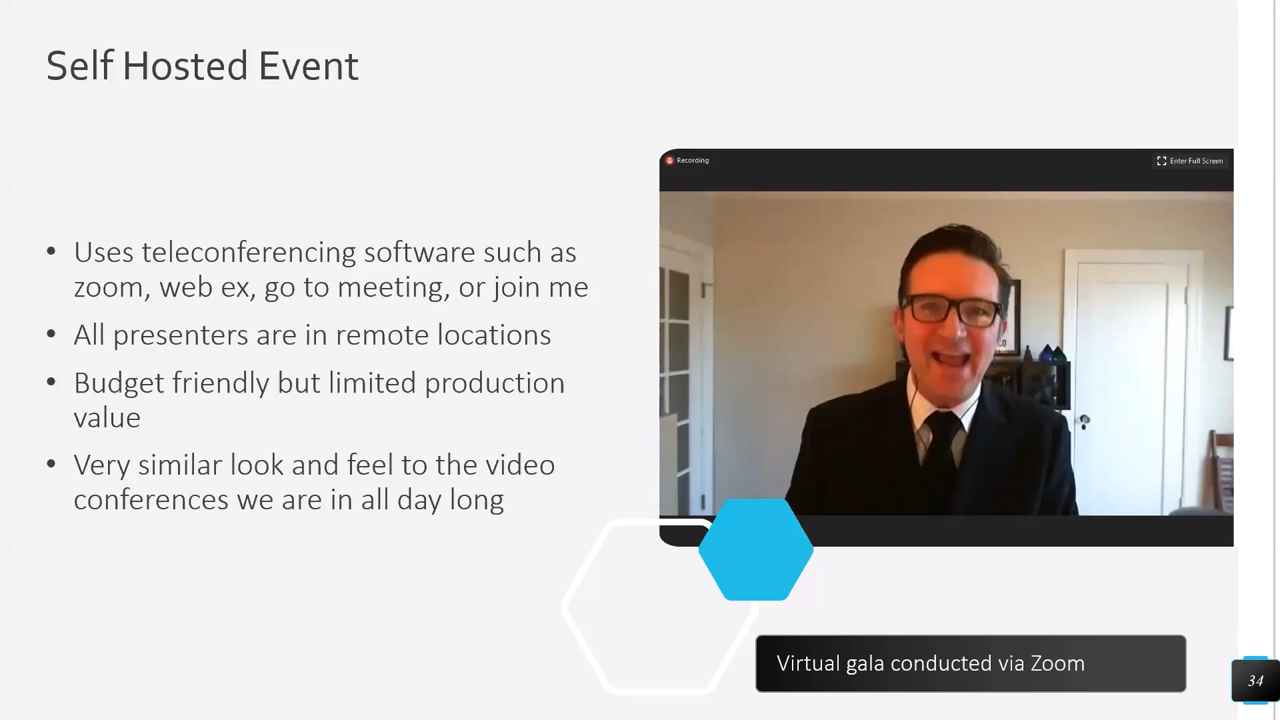 Self Hosted Event
Recording
Enter Full Screen
• Uses teleconferencing software such as
zoom, web ex, go to meeting, or join me
• All presenters are in remote locations
• Budget friendly but limited production
value
• Very similar look and feel to the video
conferences we are in all day long
Virtual gala conducted via Zoom
34